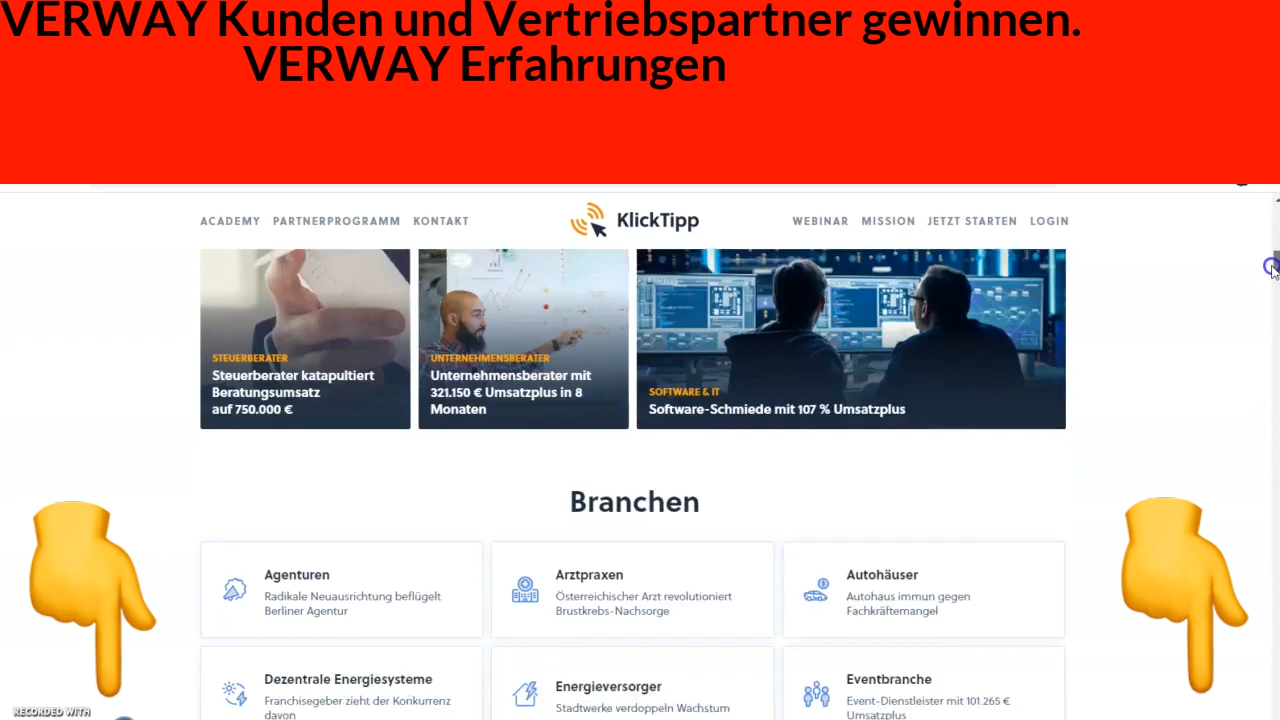 VERWAY Kunden und Vertriebspartner gewinnen.
VERWAY Erfahrungen
ACADEMY PARTNERPROGRAMM KONTAKT KlickTipp WEBINAR MISSION JETZT STARTEN LOGIN
STEUERBERATER
Steuerberater katapultiert
Beratungsumsatz
auf 750.000 €
UNTERNEHMENSBERATER
Unternehmensberater mit
321.150 € Umsatzplus in 8
Monaten
SOFTWARE & IT
Software-Schmiede mit 107 % Umsatzplus
Branchen
Agenturen
Radikale Neuausrichtung beflügelt
Berliner Agentur
Arztpraxen
Österreichischer Arzt revolutioniert
Brustkrebs-Nachsorge
Autohäuser
Autohaus immun gegen
Fachkräftemangel
Dezentrale Energiesysteme
Franchisegeber zieht der Konkurrenz
davon
Energieversorger
Stadtwerke verdoppeln Wachstum
Eventbranche
Event-Dienstleister mit 101.265 €
Umsatzplus
RECORDED WITH